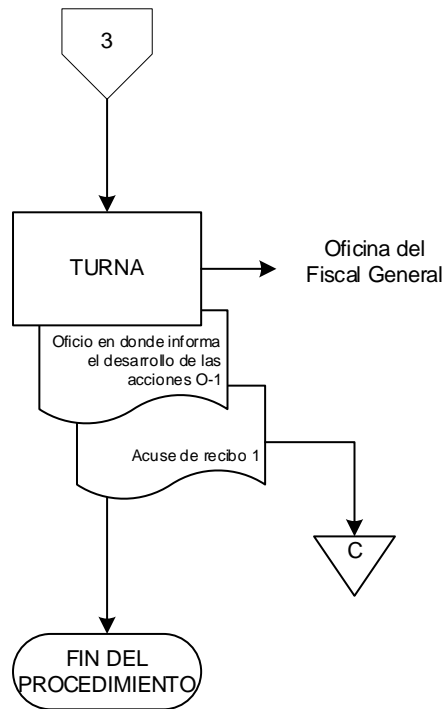 3
TURNA
Oficina del
Fiscal General
Oficio en donde informa
el desarrollo de las
acciones O-1
Acuse de recibo 1
C
FIN DEL
PROCEDIMIENTO